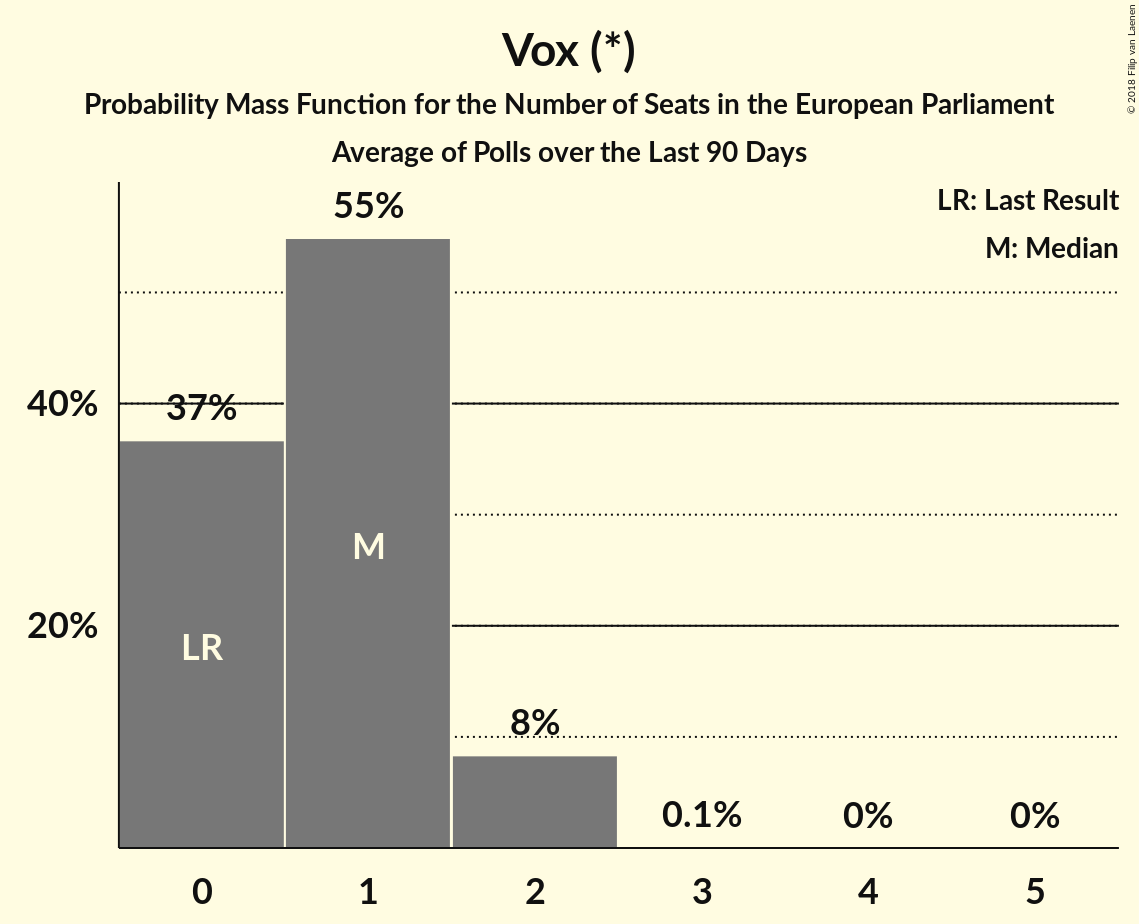 Vox (*)
Probability Mass Function for the Number of Seats in the European Parliament
Average of Polls over the Last 90 Days
© 2018 Filip van Laenen
LR: Last Result
M: Median
55%
37%
40%
M
LR
20%
8%
0.1%
0%
0%
0 1 2 3 4 5